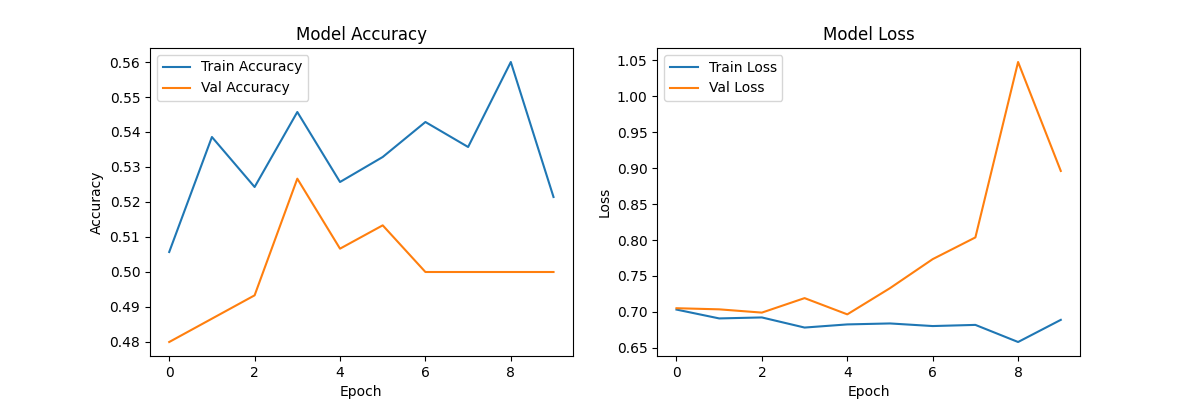 Model Accuracy
Train Accuracy
Val Accuracy
0.56
0.55
0.54
0.53
0.52
0.51
0.50
0.49
0.48
Accuracy
0
2
4
6
8
Epoch
Model Loss
Train Loss
Val Loss
1.05
1.00
0.95
0.90
0.85
0.80
0.75
0.70
0.65
Loss
0
2
4
6
8
Epoch